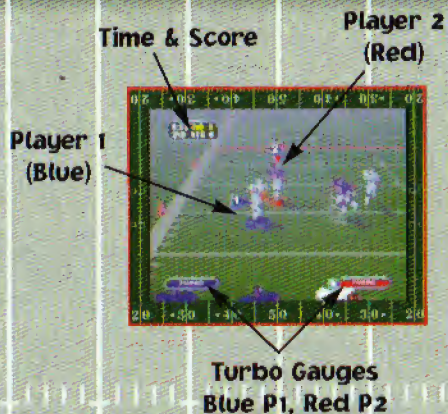 Time & Score
Player 2
(Red)
Player 1
(Blue)
Turbo Gauges
Blue P1, Red P2